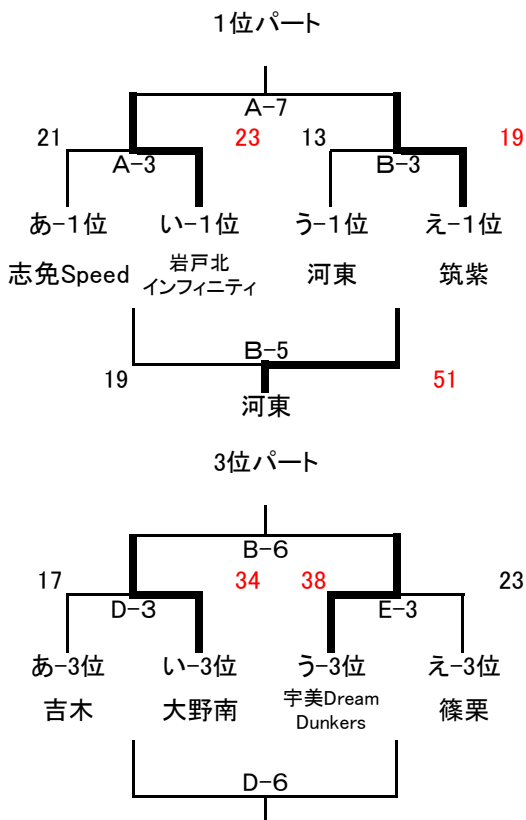 1位パート
A-7
21 23 13 19
A-3 B-3
あ-1位 い-1位 う-1位 え-1位
志免Speed 岩戸北 河東 筑紫
インフィニティ
B-5
19 51
河東
3位パート
B-6
17 34 38 23
D-3 E-3
あ-3位 い-3位 う-3位 え-3位
吉木 大野南 宇美Dream 篠栗
Dunkers
D-6